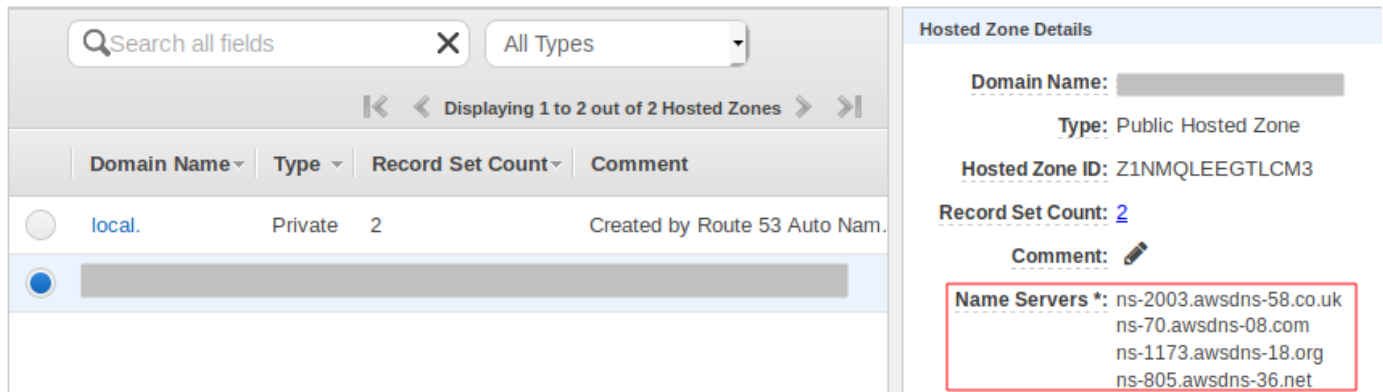 Search all fields
All Types
Displaying 1 to 2 out of 2 Hosted Zones
Domain Name Type Record Set Count Comment
local. Private 2 Created by Route 53 Auto Nam.
Hosted Zone Details
Domain Name:
Type: Public Hosted Zone
Hosted Zone ID: Z1NMQLEEGTLCM3
Record Set Count: 2
Comment:
Name Servers *: ns-2003.awsdns-58.co.uk
ns-70.awsdns-08.com
ns-1173.awsdns-18.org
ns-805.awsdns-36.net